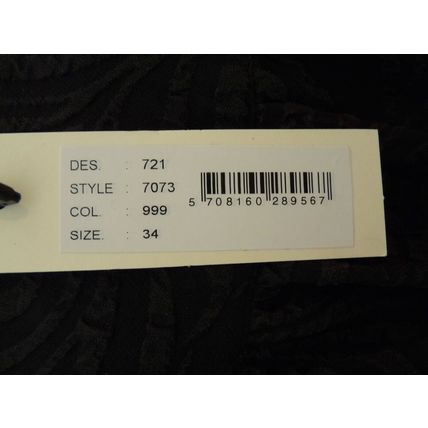 DES. : 721
STYLE : 7073
COL. : 999
SIZE. : 34
5 708160 289567